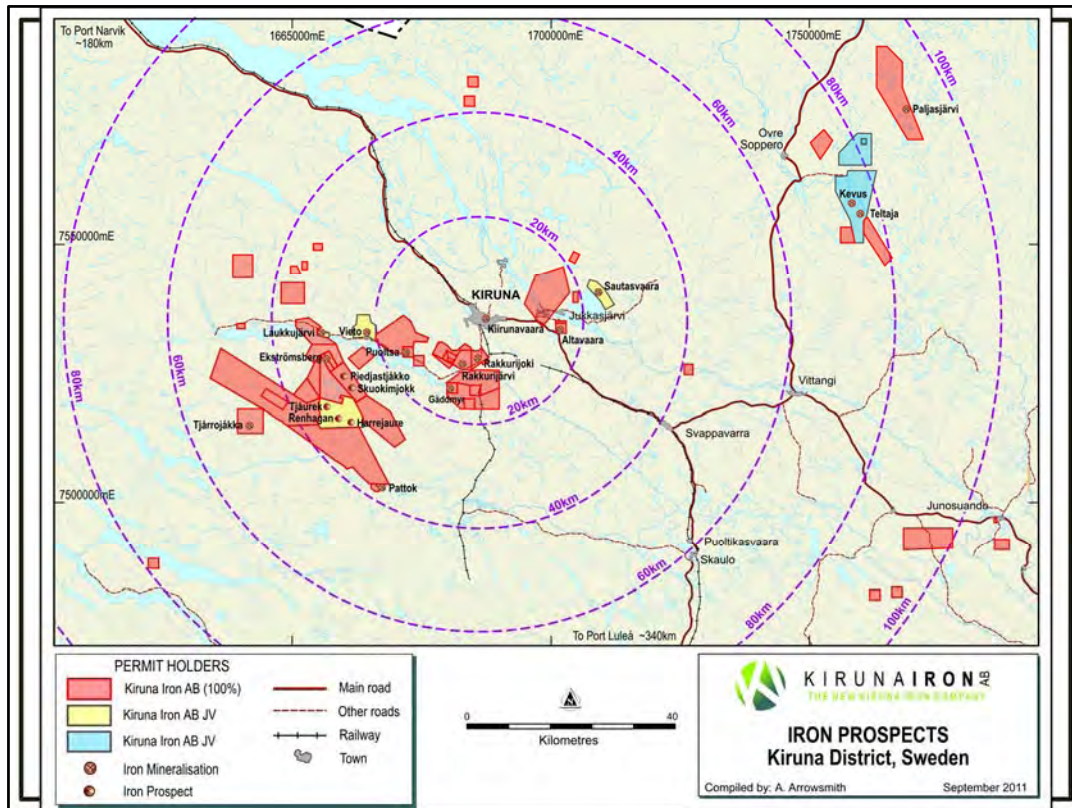 To Port Narvik
~180km
1665000mE
1700000mE
1750000mE
100km
80km
60km
40km
20km
Paljasjärvi
Ovre
Soppero
Kevus
Teltaja
7550000mE
Sautasvaara
KIRUNA
Kiirunavaara
Jukkasjärvi
Altavaara
Laukkujärvi
Vieto
Puoltsa
Rakkurijoki
Rakkurijärvi
Ekströmsberg
Riedjastjåkko
Skuokimjokk
Gäddmyr
20km
60km
80km
Tjåurek
Renhagan
Harrejaure
Tjårrojåkka
Vittangi
Svappavarra
Pattok
7500000mE
40km
Junosuando
Puoltikasvaara
Skaulo
60km
80km
100km
To Port Luleå ~340km
PERMIT HOLDERS
Kiruna Iron AB (100%)
Kiruna Iron AB JV
Kiruna Iron AB JV
Iron Mineralisation
Iron Prospect
Main road
Other roads
Railway
Town
N
0 40
Kilometres
KIRUNAIRON AB
THE NEW KIRUNA IRON COMPANY
IRON PROSPECTS
Kiruna District, Sweden
Compiled by: A. Arrowsmith September 2011